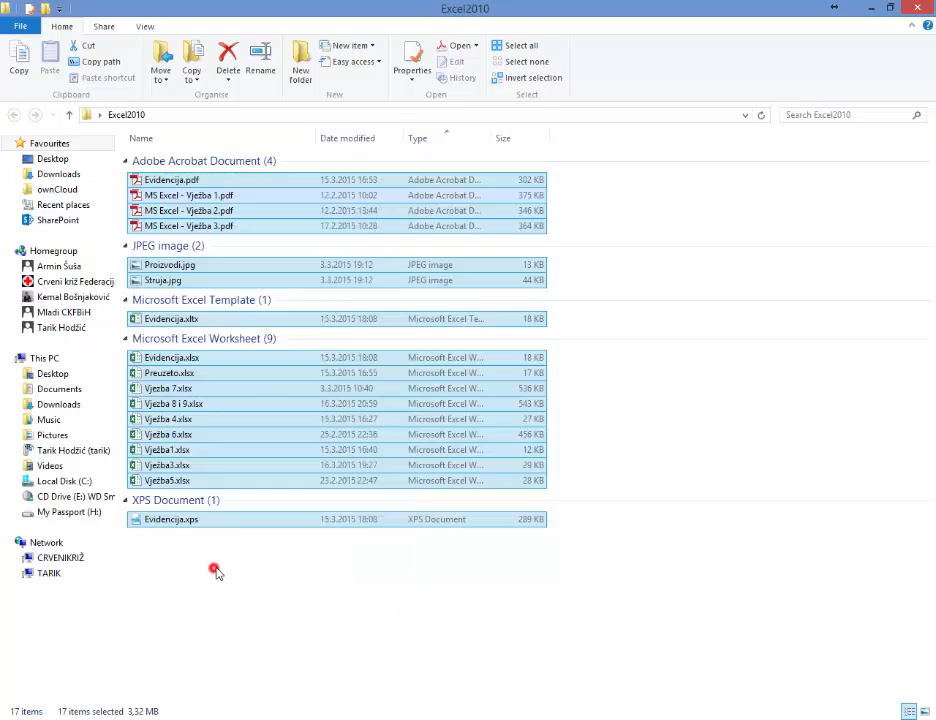 Excel2010
File Home Share View
Copy Paste
Cut
Copy path
Paste shortcut
Clipboard
Move to
Copy to
Delete Rename
Organise
New folder
New item
Easy access
New
Properties
Open
Edit
History
Open
Select all
Select none
Invert selection
Select
Excel2010
Search Excel2010
Favourites
Desktop
Downloads
ownCloud
Recent places
SharePoint
Homegroup
Armin Šuša
Crveni križ Federacij
Kemal Bošnjaković
Mladi CKFBiH
Tarik Hodžić
This PC
Desktop
Documents
Downloads
Music
Pictures
Tarik Hodžić (tarik)
Videos
Local Disk (C:)
CD Drive (E:) WD Sm
My Passport (H:)
Network
CRVENIKRIŽ
TARIK
Name Date modified Type Size
Adobe Acrobat Document (4)
Evidencija.pdf 15.3.2015 16:53 Adobe Acrobat D... 302 KB
MS Excel - Vježba 1.pdf 12.2.2015 10:02 Adobe Acrobat D... 375 KB
MS Excel - Vježba 2.pdf 12.2.2015 13:44 Adobe Acrobat D... 346 KB
MS Excel - Vježba 3.pdf 17.2.2015 10:28 Adobe Acrobat D... 364 KB
JPEG image (2)
Proizvodi.jpg 3.3.2015 19:12 JPEG image 13 KB
Struja.jpg 3.3.2015 19:12 JPEG image 44 KB
Microsoft Excel Template (1)
Evidencija.xltx 15.3.2015 18:08 Microsoft Excel Te... 18 KB
Microsoft Excel Worksheet (9)
Evidencija.xlsx 15.3.2015 18:08 Microsoft Excel W... 18 KB
Preuzeto.xlsx 15.3.2015 16:55 Microsoft Excel W... 17 KB
Vjezba 7.xlsx 3.3.2015 10:40 Microsoft Excel W... 536 KB
Vjezba 8 i 9.xlsx 16.3.2015 20:59 Microsoft Excel W... 543 KB
Vježba 4.xlsx 15.3.2015 16:27 Microsoft Excel W... 27 KB
Vježba 6.xlsx 25.2.2015 22:36 Microsoft Excel W... 456 KB
Vježba1.xlsx 15.3.2015 16:40 Microsoft Excel W... 12 KB
Vježba3.xlsx 16.3.2015 19:27 Microsoft Excel W... 29 KB
Vježba5.xlsx 23.2.2015 22:47 Microsoft Excel W... 28 KB
XPS Document (1)
Evidencija.xps 15.3.2015 18:08 XPS Document 289 KB
17 items 17 items selected 3,32 MB